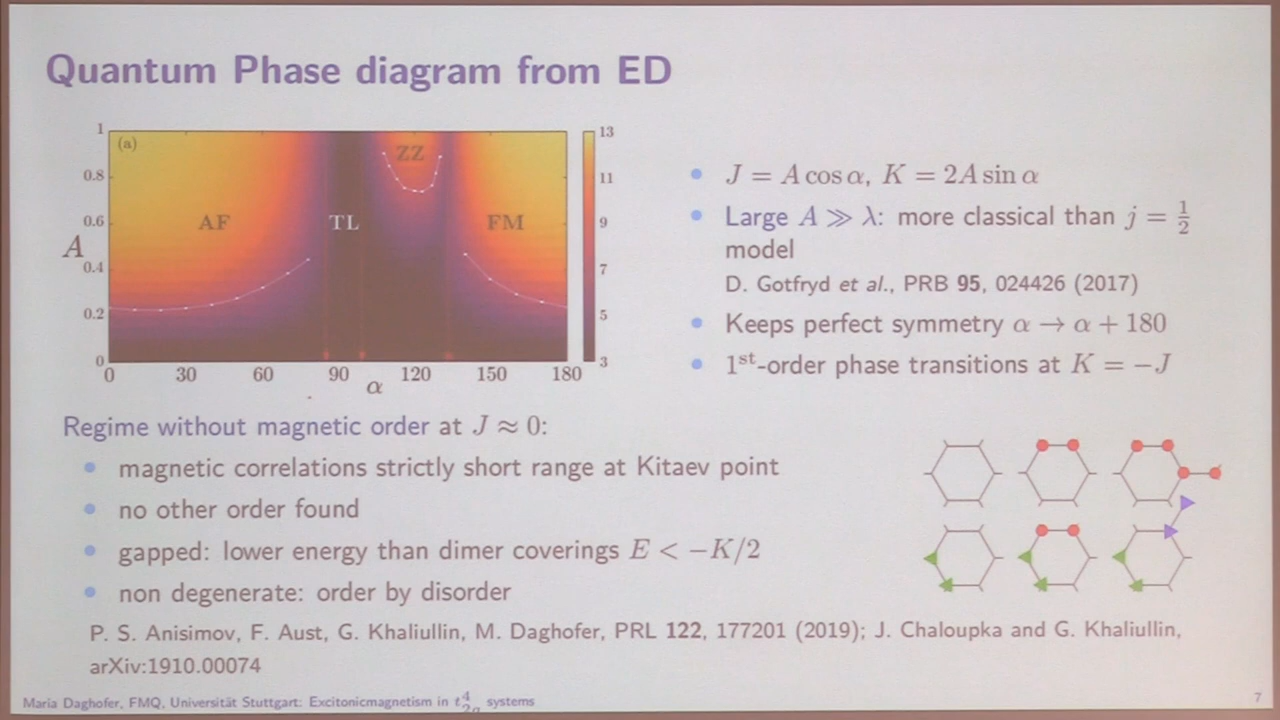 Quantum Phase diagram from ED
(a)
AF
TL
ZZ
FM
A
1
0.8
0.6
0.4
0.2
0
0 30 60 90 120 150 180
α
13
11
9
7
5
3
J = A cos α, K = 2A sin α
Large A ≫ λ: more classical than j = 1/2
model
D. Gotfryd et al., PRB 95, 024426 (2017)
Keeps perfect symmetry α → α + 180
1st-order phase transitions at K = −J
Regime without magnetic order at J ≈ 0:
magnetic correlations strictly short range at Kitaev point
no other order found
gapped: lower energy than dimer coverings E < −K/2
non degenerate: order by disorder
P. S. Anisimov, F. Aust, G. Khaliullin, M. Daghofer, PRL 122, 177201 (2019); J. Chaloupka and G. Khaliullin,
arXiv:1910.00074
Maria Daghofer, FMQ, Universität Stuttgart: Excitonicmagnetism in t⁴₂g systems
7